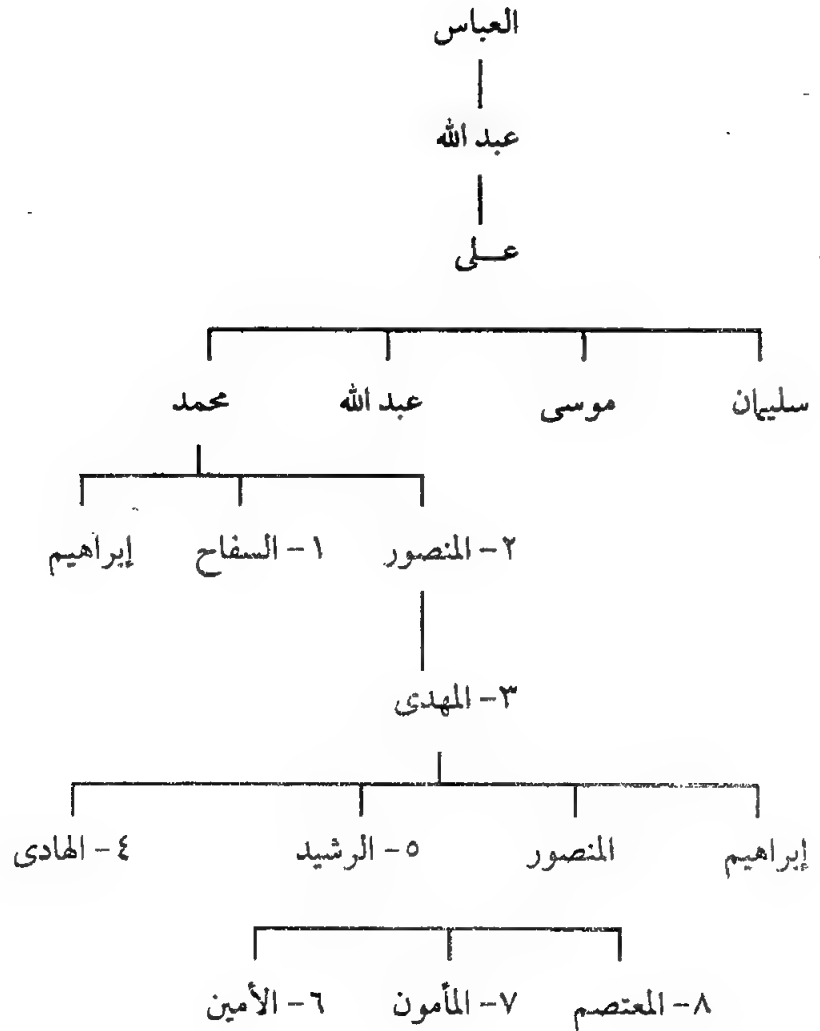 العباس
عبد الله
على
سليمان موسى عبد الله محمد
٢- المنصور ١- السفاح إبراهيم
٣- المهدى
إبراهيم المنصور ٥- الرشيد ٤- الهادى
٨- المعتصم ٧- المأمون ٦- الأمين